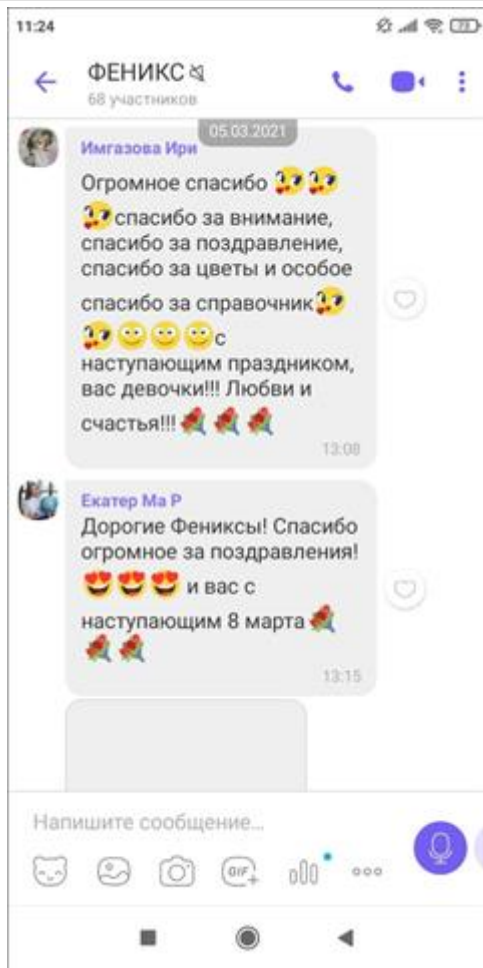 11:24
73
ФЕНИКС
68 участников
05.03.2021
Имгазова Ири
Огромное спасибо
спасибо за внимание,
спасибо за поздравление,
спасибо за цветы и особое
спасибо за справочник
с
наступающим праздником,
вас девочки!!! Любви и
счастья!!!
13:08
Екатер Ма Р
Дорогие Фениксы! Спасибо
огромное за поздравления!
и вас с
наступающим 8 марта
13:15
Напишите сообщение...
GIF